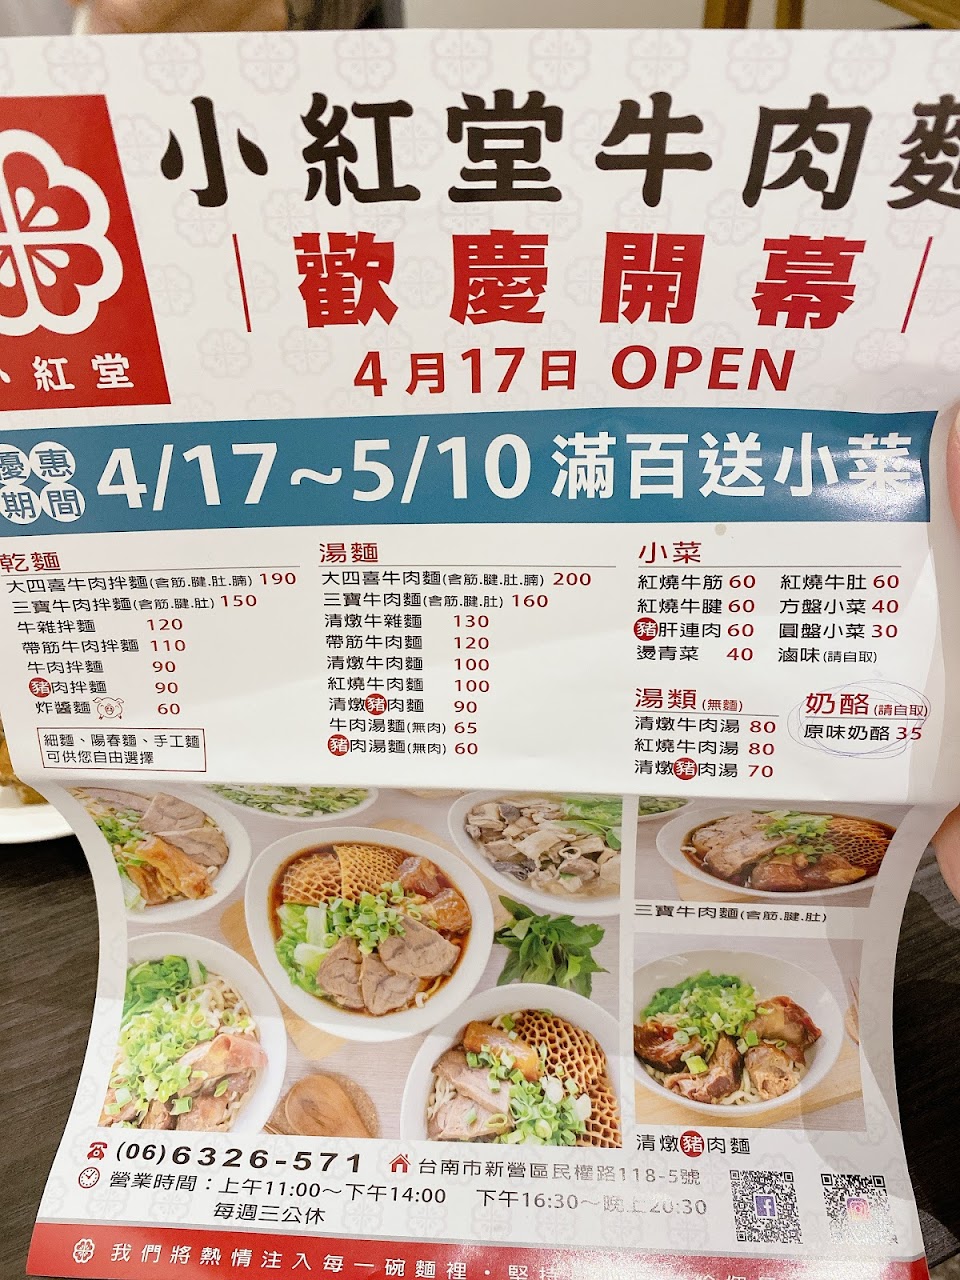 小紅堂牛肉麵
歡慶開幕
4月17日 OPEN
小紅堂
優惠期間 4/17~5/10 滿百送小菜
乾麵
大四喜牛肉拌麵(含筋.腱.肚.腩) 190
三寶牛肉拌麵(含筋.腱.肚) 150
牛雜拌麵 120
帶筋牛肉拌麵 110
牛肉拌麵 90
豬肉拌麵 90
炸醬麵 60
細麵、陽春麵、手工麵
可供您自由選擇
湯麵
大四喜牛肉麵(含筋.腱.肚.腩) 200
三寶牛肉麵(含筋.腱.肚) 160
清燉牛雜麵 130
帶筋牛肉麵 120
清燉牛肉麵 100
紅燒牛肉麵 100
清燉豬肉麵 90
牛肉湯麵(無肉) 65
豬肉湯麵(無肉) 60
小菜
紅燒牛筋 60 紅燒牛肚 60
紅燒牛腱 60 方盤小菜 40
豬肝連肉 60 圓盤小菜 30
燙青菜 40 滷味(請自取)
湯類(無麵)
清燉牛肉湯 80
紅燒牛肉湯 80
清燉豬肉湯 70
奶酪(請自取)
原味奶酪 35
三寶牛肉麵(含筋.腱.肚)
清燉豬肉麵
(06)6326-571 台南市新營區民權路118-5號
營業時間：上午11:00～下午14:00 下午16:30～晚上20:30
每週三公休
我們將熱情注入每一碗麵裡・堅持